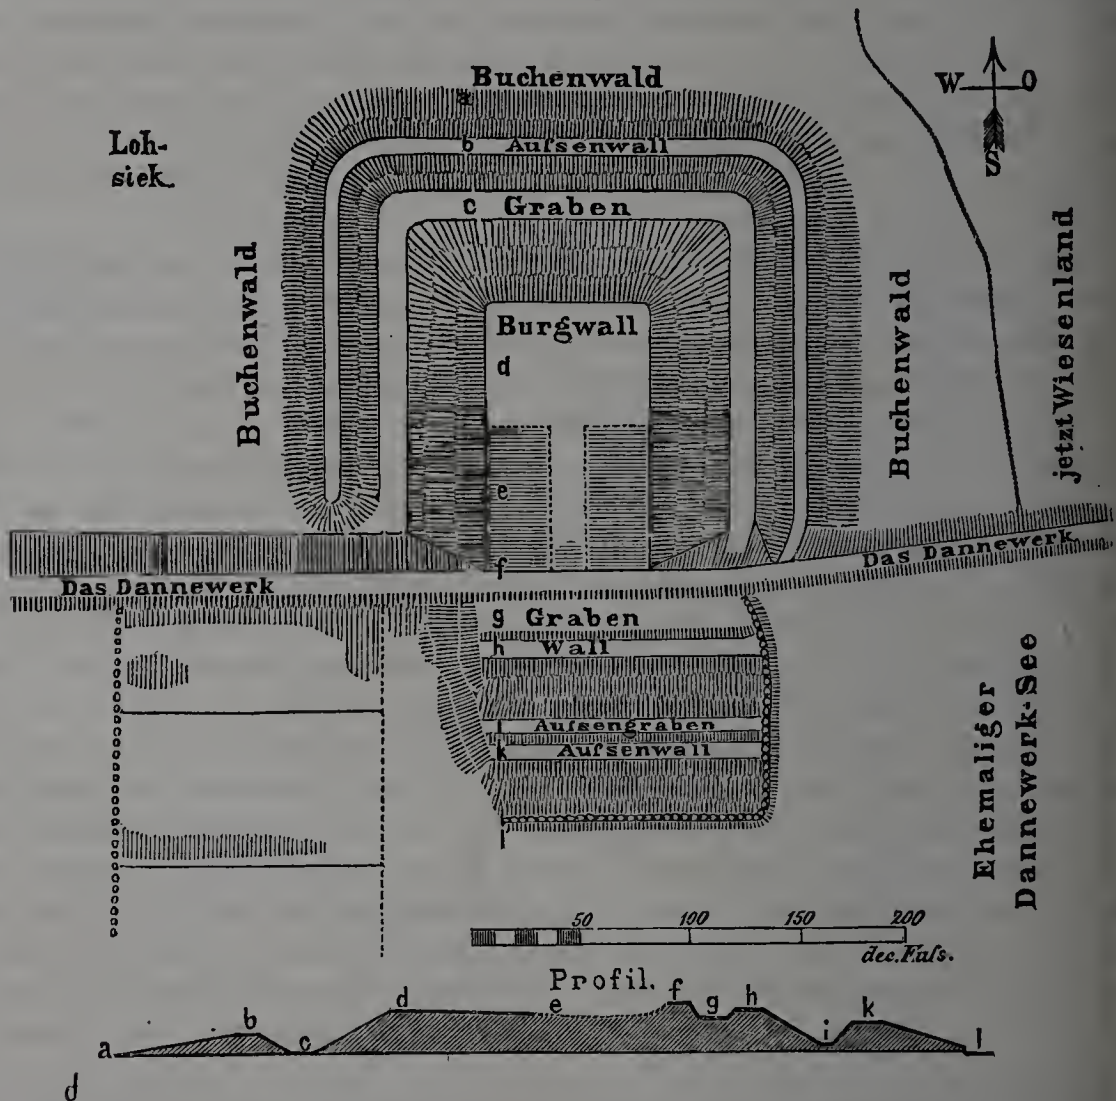 Buchenwald
a
W O
S
Loh-
siek.
b Aufsenwall
c Graben
Buchenwald
Burgwall
d
Buchenwald
jetzt Wiesenland
e
f
Das Dannewerk
Das Dannewerk
g Graben
h Wall
i Aufsengraben
k Aufsenwall
l
Ehemaliger
Dannewerk-See
50 100 150 200
dec. Fuſs.
Profil.
a b c d e f g h i k l
d